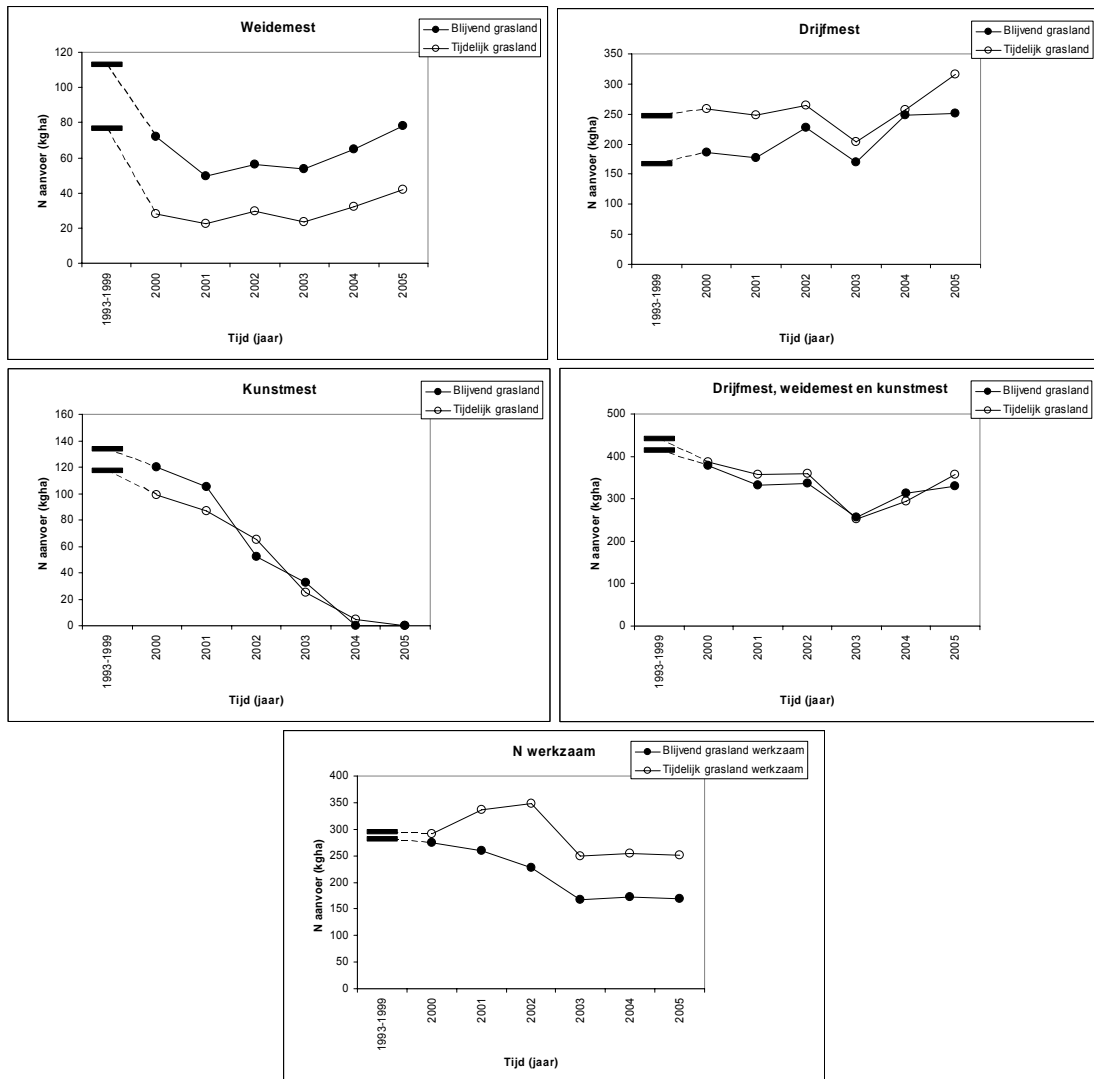 Weidemest
Blijvend grasland
Tijdelijk grasland
120
100
80
60
40
20
0
N aanvoer (kgha)
1993-1999
2000
2001
2002
2003
2004
2005
Tijd (jaar)
Drijfmest
Blijvend grasland
Tijdelijk grasland
350
300
250
200
150
100
50
0
N aanvoer (kgha)
1993-1999
2000
2001
2002
2003
2004
2005
Tijd (jaar)
Kunstmest
Blijvend grasland
Tijdelijk grasland
160
140
120
100
80
60
40
20
0
N aanvoer (kgha)
1993-1999
2000
2001
2002
2003
2004
2005
Tijd (jaar)
Drijfmest, weidemest en kunstmest
Blijvend grasland
Tijdelijk grasland
500
400
300
200
100
0
N aanvoer (kgha)
1993-1999
2000
2001
2002
2003
2004
2005
Tijd (jaar)
N werkzaam
Blijvend grasland werkzaam
Tijdelijk grasland werkzaam
400
350
300
250
200
150
100
50
0
N aanvoer (kgha)
1993-1999
2000
2001
2002
2003
2004
2005
Tijd (jaar)